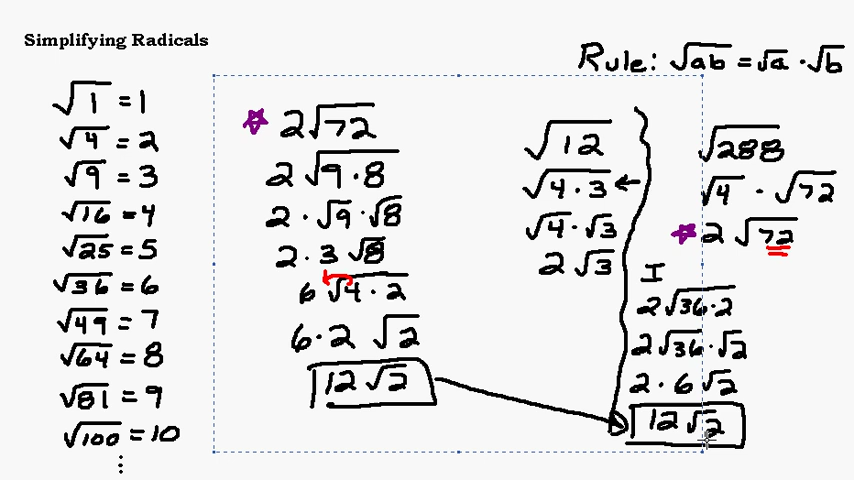 Simplifying Radicals
Rule: √ab = √a · √b
√1 = 1
√4 = 2
√9 = 3
√16 = 4
√25 = 5
√36 = 6
√49 = 7
√64 = 8
√81 = 9
√100 = 10
⋮
2√72
2√9·8
2·√9·√8
2·3√8
6√4·2
6·2 √2
12√2
√12
√4·3
√4·√3
2√3
√288
√4 · √72
2√72
I
2√36·2
2√36·√2
2·6√2
12√2